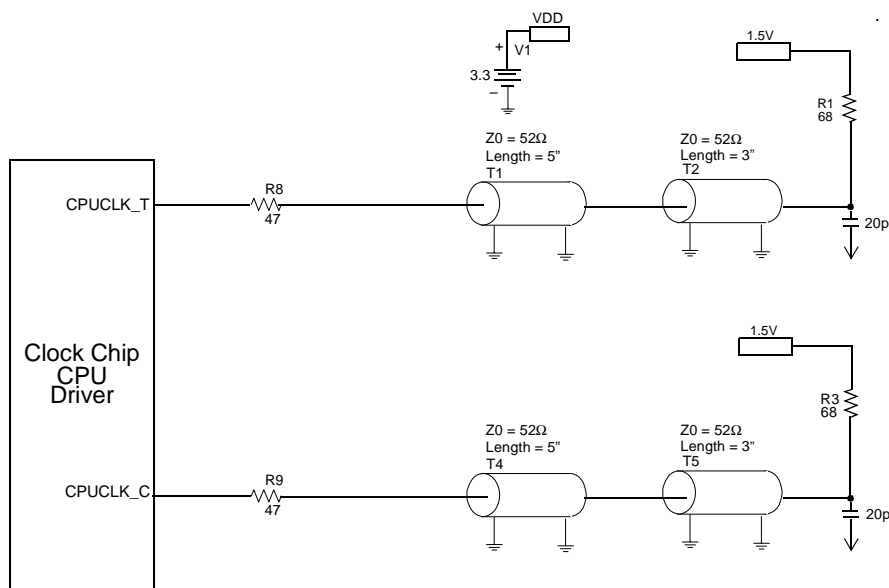 VDD
+
V1
3.3
–
1.5V
R1
68
Z0 = 52Ω
Length = 5”
T1
Z0 = 52Ω
Length = 3”
T2
CPUCLK_T
R8
47
20p
1.5V
Clock Chip
CPU
Driver
R3
68
Z0 = 52Ω
Length = 5”
T4
Z0 = 52Ω
Length = 3”
T5
CPUCLK_C
R9
47
20p